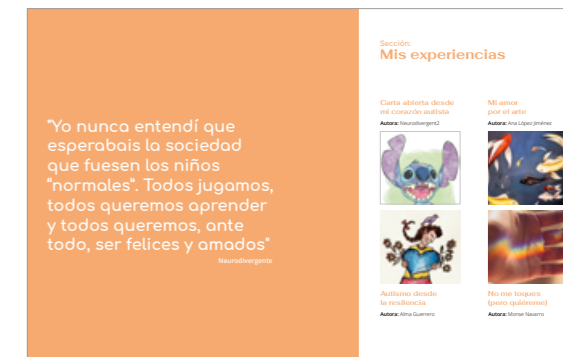 "Yo nunca entendí que
esperabais la sociedad
que fuesen los niños
"normales". Todos jugamos,
todos queremos aprender
y todos queremos, ante
todo, ser felices y amados"
Neurodivergente
Sección:
Mis experiencias
Carta abierta desde
mi corazón autista
Autora: Neurodivergent2
Mi amor
por el arte
Autora: Ana López Jiménez
Autismo desde
la resiliencia
Autora: Alma Guerrero
No me toques
(pero quiéreme)
Autora: Monse Navarro